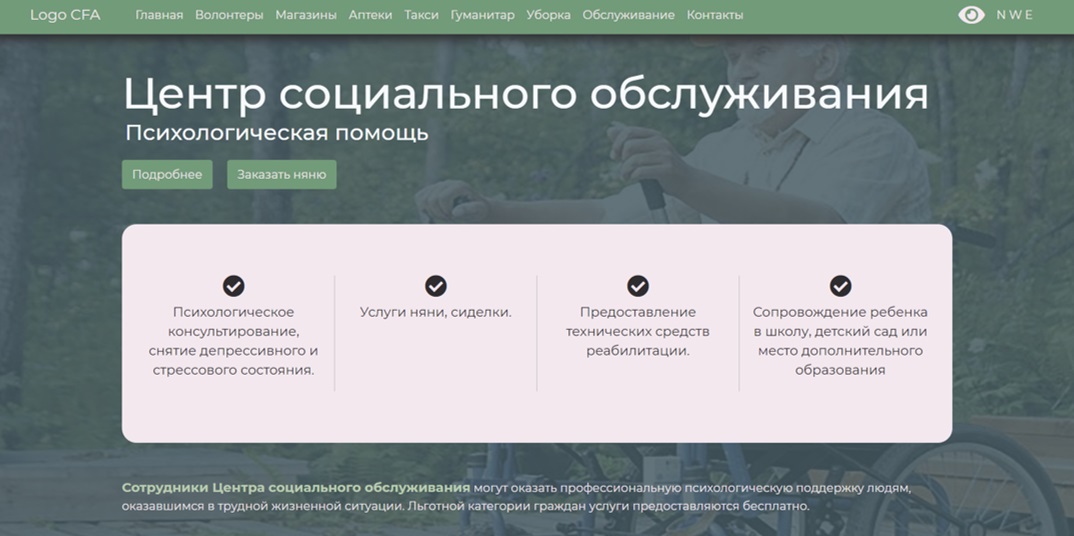 Logo CFA Главная Волонтеры Магазины Аптеки Такси Гуманитар Уборка Обслуживание Контакты N W E
Центр социального обслуживания
Психологическая помощь
Подробнее Заказать няню
Психологическое
консультирование,
снятие депрессивного и
стрессового состояния.
Услуги няни, сиделки.
Предоставление
технических средств
реабилитации.
Сопровождение ребенка
в школу, детский сад или
место дополнительного
образования
Сотрудники Центра социального обслуживания могут оказать профессиональную психологическую поддержку людям,
оказавшимся в трудной жизненной ситуации. Льготной категории граждан услуги предоставляются бесплатно.